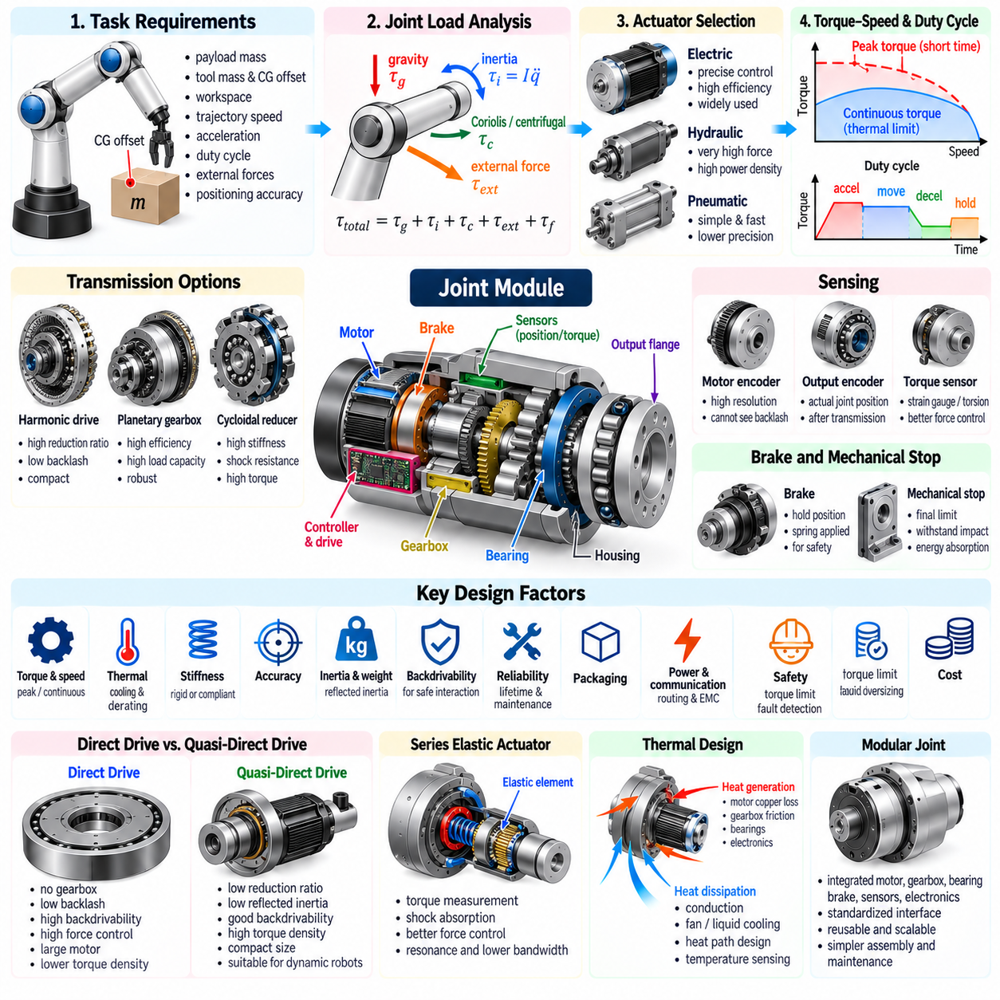 1. Task Requirements
• payload mass
• tool mass & CG offset
• workspace
• trajectory speed
• acceleration
• duty cycle
• external forces
• positioning accuracy
CG offset
m
2. Joint Load Analysis
gravity
τg
inertia
τi = Iq̈
Coriolis / centrifugal
τc
external force
τext
τtotal = τg + τi + τc + τext + τf
3. Actuator Selection
Electric
• precise control
• high efficiency
• widely used
Hydraulic
• very high force
• high power density
Pneumatic
• simple & fast
• lower precision
4. Torque–Speed & Duty Cycle
Peak torque (short time)
Torque
Continuous torque
(thermal limit)
Speed
Duty cycle
Torque
accel
move
decel
hold
Time
Transmission Options
Harmonic drive
• high reduction ratio
• low backlash
• compact
Planetary gearbox
• high efficiency
• high load capacity
• robust
Cycloidal reducer
• high stiffness
• shock resistance
• high torque
Joint Module
Motor
Brake
Sensors
(position/torque)
Output flange
Controller
& drive
Gearbox
Bearing
Housing
Sensing
Motor encoder
• high resolution
• cannot see backlash
Output encoder
• actual joint position
• after transmission
Torque sensor
• strain gauge / torsion
• better force control
Brake and Mechanical Stop
Brake
• hold position
• spring applied
• for safety
Mechanical stop
• final limit
• withstand impact
• energy absorption
Key Design Factors
Torque & speed
peak / continuous
Thermal
cooling &
derating
Stiffness
rigid or compliant
Accuracy
kg
Inertia & weight
reflected inertia
Backdrivability
for safe interaction
Reliability
lifetime &
maintenance
Packaging
Power &
communication
routing & EMC
Safety
torque limit
fault detection
torque limit
oversizing
Cost
Direct Drive vs. Quasi-Direct Drive
Direct Drive
• no gearbox
• low backlash
• high backdrivability
• high force control
• large motor
• lower torque density
Quasi-Direct Drive
• low reduction ratio
• low reflected inertia
• good backdrivability
• high torque density
• compact size
• suitable for dynamic robots
Series Elastic Actuator
Elastic element
• torque measurement
• shock absorption
• better force control
• resonance and lower bandwidth
Thermal Design
Heat generation
• motor copper loss
• gearbox friction
• bearings
• electronics
Heat dissipation
• conduction
• fan / liquid cooling
• heat path design
• temperature sensing
Modular Joint
• integrated motor, gearbox, bearing
brake, sensors, electronics
• standardized interface
• reusable and scalable
• simpler assembly and
maintenance